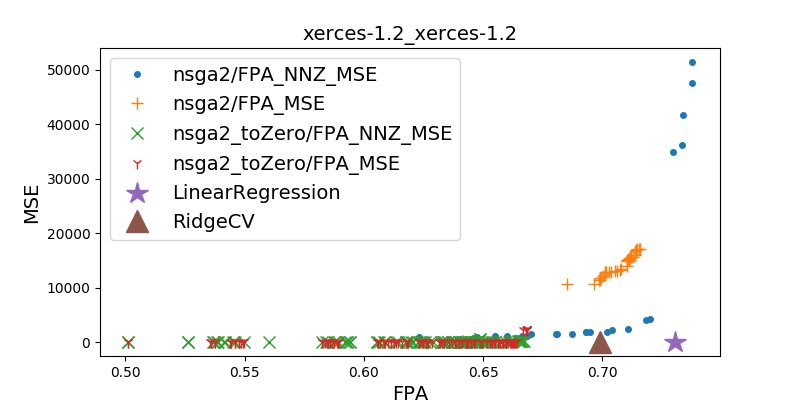 xerces-1.2_xerces-1.2
50000
40000
30000
20000
10000
0
MSE
nsga2/FPA_NNZ_MSE
nsga2/FPA_MSE
nsga2_toZero/FPA_NNZ_MSE
nsga2_toZero/FPA_MSE
LinearRegression
RidgeCV
0.50 0.55 0.60 0.65 0.70
FPA